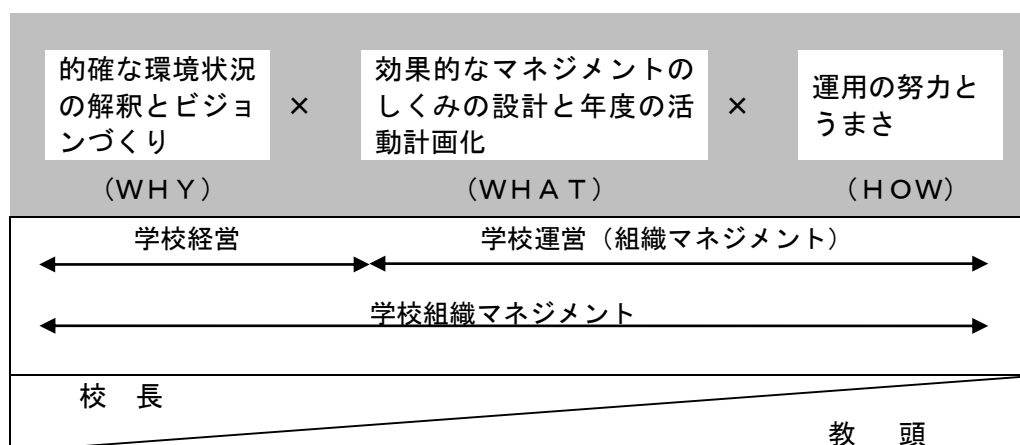 的確な環境状況
の解釈とビジョ
ンづくり
×
効果的なマネジメントの
しくみの設計と年度の活
動計画化
×
運用の努力と
うまさ
(WHY)
(WHAT)
(HOW)
学校経営
学校運営(組織マネジメント)
学校組織マネジメント
校 長
教 頭